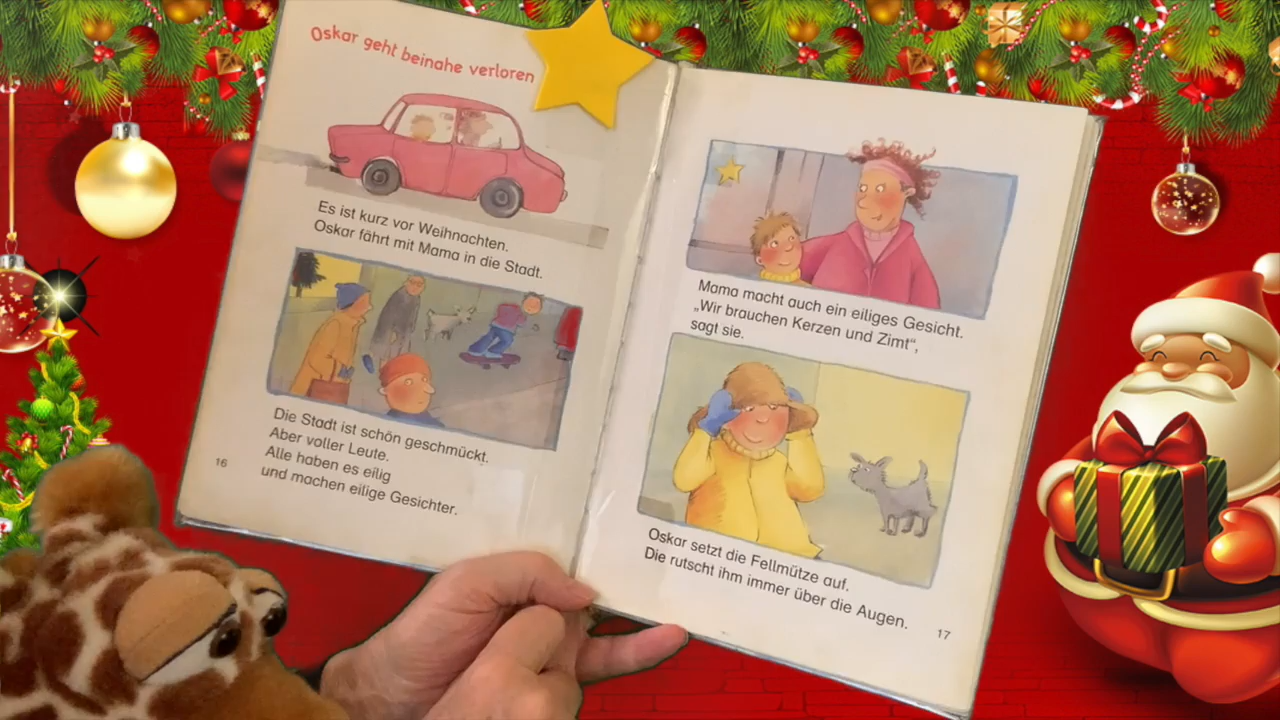 Oskar geht beinahe verloren
Es ist kurz vor Weihnachten.
Oskar fährt mit Mama in die Stadt.
Die Stadt ist schön geschmückt.
Aber voller Leute.
Alle haben es eilig
und machen eilige Gesichter.
16
Mama macht auch ein eiliges Gesicht.
„Wir brauchen Kerzen und Zimt“,
sagt sie.
Oskar setzt die Fellmütze auf.
Die rutscht ihm immer über die Augen.
17